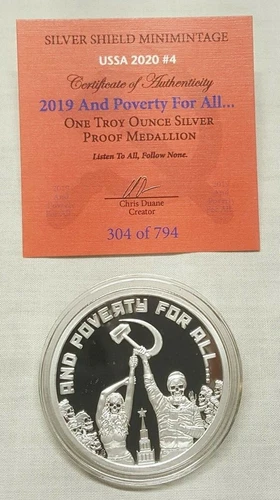 SILVER SHIELD MINIMINTAGE
USSA 2020 #4
Certificate of Authenticity
2019 And Poverty For All...
One Troy Ounce Silver
Proof Medallion
Listen To All, Follow None.
Chris Duane
Creator
304 of 794
AND POVEЯTY FOR ALL...